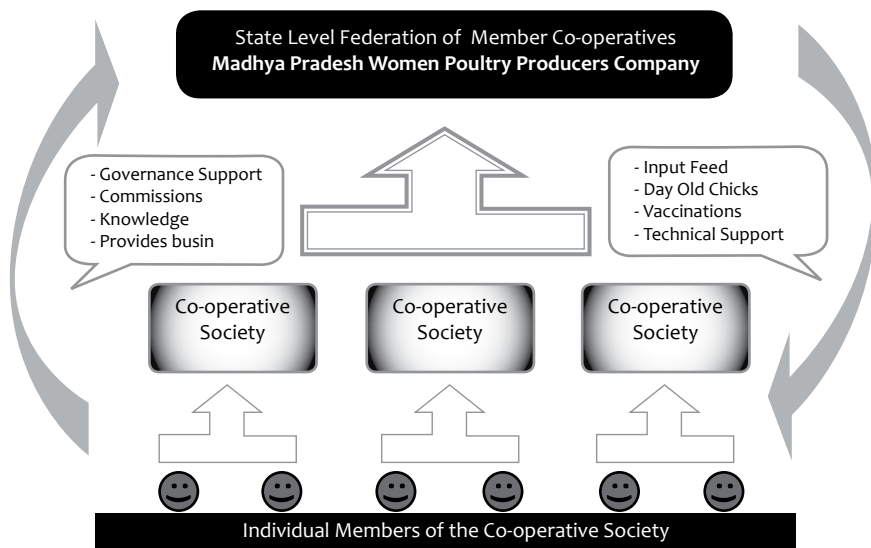 State Level Federation of Member Co-operatives
Madhya Pradesh Women Poultry Producers Company
- Governance Support
- Commissions
- Knowledge
- Provides busin
- Input Feed
- Day Old Chicks
- Vaccinations
- Technical Support
Co-operative
Society
Co-operative
Society
Co-operative
Society
Individual Members of the Co-operative Society